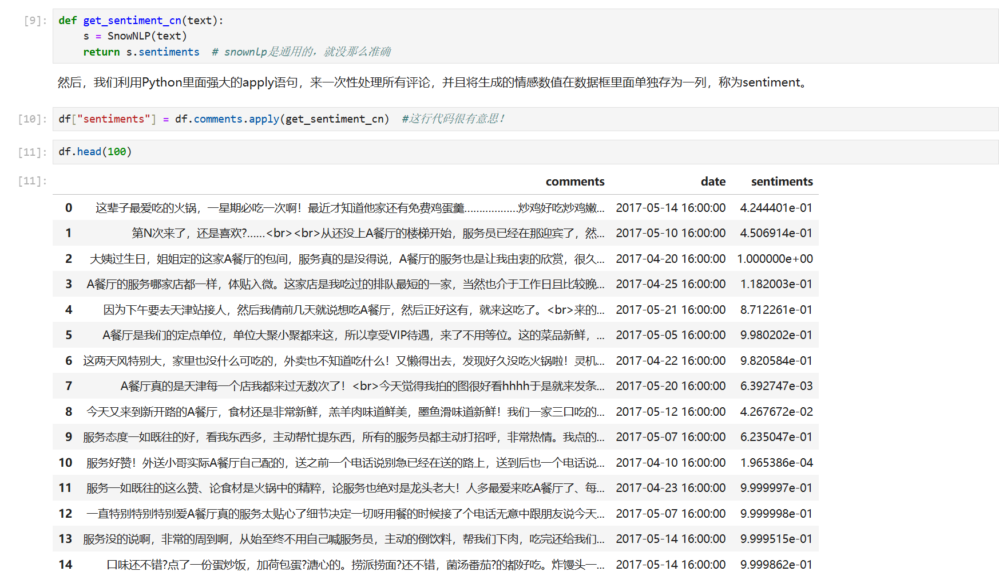 [9]: def get_sentiment_cn(text):
s = SnowNLP(text)
return s.sentiments # snownlp是通用的，就没那么准确
然后，我们利用Python里面强大的apply语句，来一次性处理所有评论，并且将生成的情感数值在数据框里面单独存为一列，称为sentiment。
[10]: df["sentiments"] = df.comments.apply(get_sentiment_cn) #这行代码很有意思！
[11]: df.head(100)
[11]: comments date sentiments
0 这辈子最爱吃的火锅，一星期必吃一次啊！最近才知道他家还有免费鸡蛋羹………………炒鸡好吃炒鸡嫩... 2017-05-14 16:00:00 4.244401e-01
1 第N次来了，还是喜欢?……<br><br>从还没上A餐厅的楼梯开始，服务员已经在那迎宾了，然... 2017-05-10 16:00:00 4.506914e-01
2 大姨过生日，姐姐定的这家A餐厅的包间，服务真的是没得说，A餐厅的服务也是让我由衷的欣赏，很久... 2017-04-20 16:00:00 1.000000e+00
3 A餐厅的服务哪家店都一样，体贴入微。这家店是我吃过的排队最短的一家，当然也介于工作日且比较晚... 2017-04-25 16:00:00 1.182003e-01
4 因为下午要去天津站接人，然后我倩前几天就说想吃A餐厅，然后正好这有，就来这吃了。<br>来的... 2017-05-21 16:00:00 8.712261e-01
5 A餐厅是我们的定点单位，单位大聚小聚都来这，所以享受VIP待遇，来了不用等位。这的菜品新鲜，... 2017-05-05 16:00:00 9.980202e-01
6 这两天风特别大，家里也没什么可吃的，外卖也不知道吃什么！又懒得出去，发现好久没吃火锅啦！灵机... 2017-04-22 16:00:00 9.820584e-01
7 A餐厅真的是天津每一个店我都来过无数次了！<br>今天觉得我拍的图很好看hhhh于是就来发条... 2017-05-20 16:00:00 6.392747e-03
8 今天又来到新开路的A餐厅，食材还是非常新鲜，羔羊肉味道鲜美，墨鱼滑味道新鲜！我们一家三口吃的... 2017-05-12 16:00:00 4.267672e-02
9 服务态度一如既往的好，看我东西多，主动帮忙提东西，所有的服务员都主动打招呼，非常热情。我点的... 2017-05-07 16:00:00 6.235047e-01
10 服务好赞！外送小哥实际A餐厅自己配的，送之前一个电话说别急已经在送的路上，送到后也一个电话说... 2017-04-10 16:00:00 1.965386e-04
11 服务一如既往的这么赞、论食材是火锅中的精粹，论服务也绝对是龙头老大！人多最爱来吃A餐厅了、每... 2017-04-23 16:00:00 9.999997e-01
12 一直特别特别特别爱A餐厅真的服务太贴心了细节决定一切呀用餐的时候接了个电话无意中跟朋友说今天... 2017-05-07 16:00:00 9.999998e-01
13 服务没的说啊，非常的周到啊，从始至终不用自己喊服务员，主动的倒饮料，帮我们下肉，吃完还给我们... 2017-05-14 16:00:00 9.999515e-01
14 口味还不错?点了一份蛋炒饭，加荷包蛋?溏心的。捞派捞面?还不错，菌汤番茄?的都好吃。炸馒头一... 2017-05-14 16:00:00 9.999862e-01